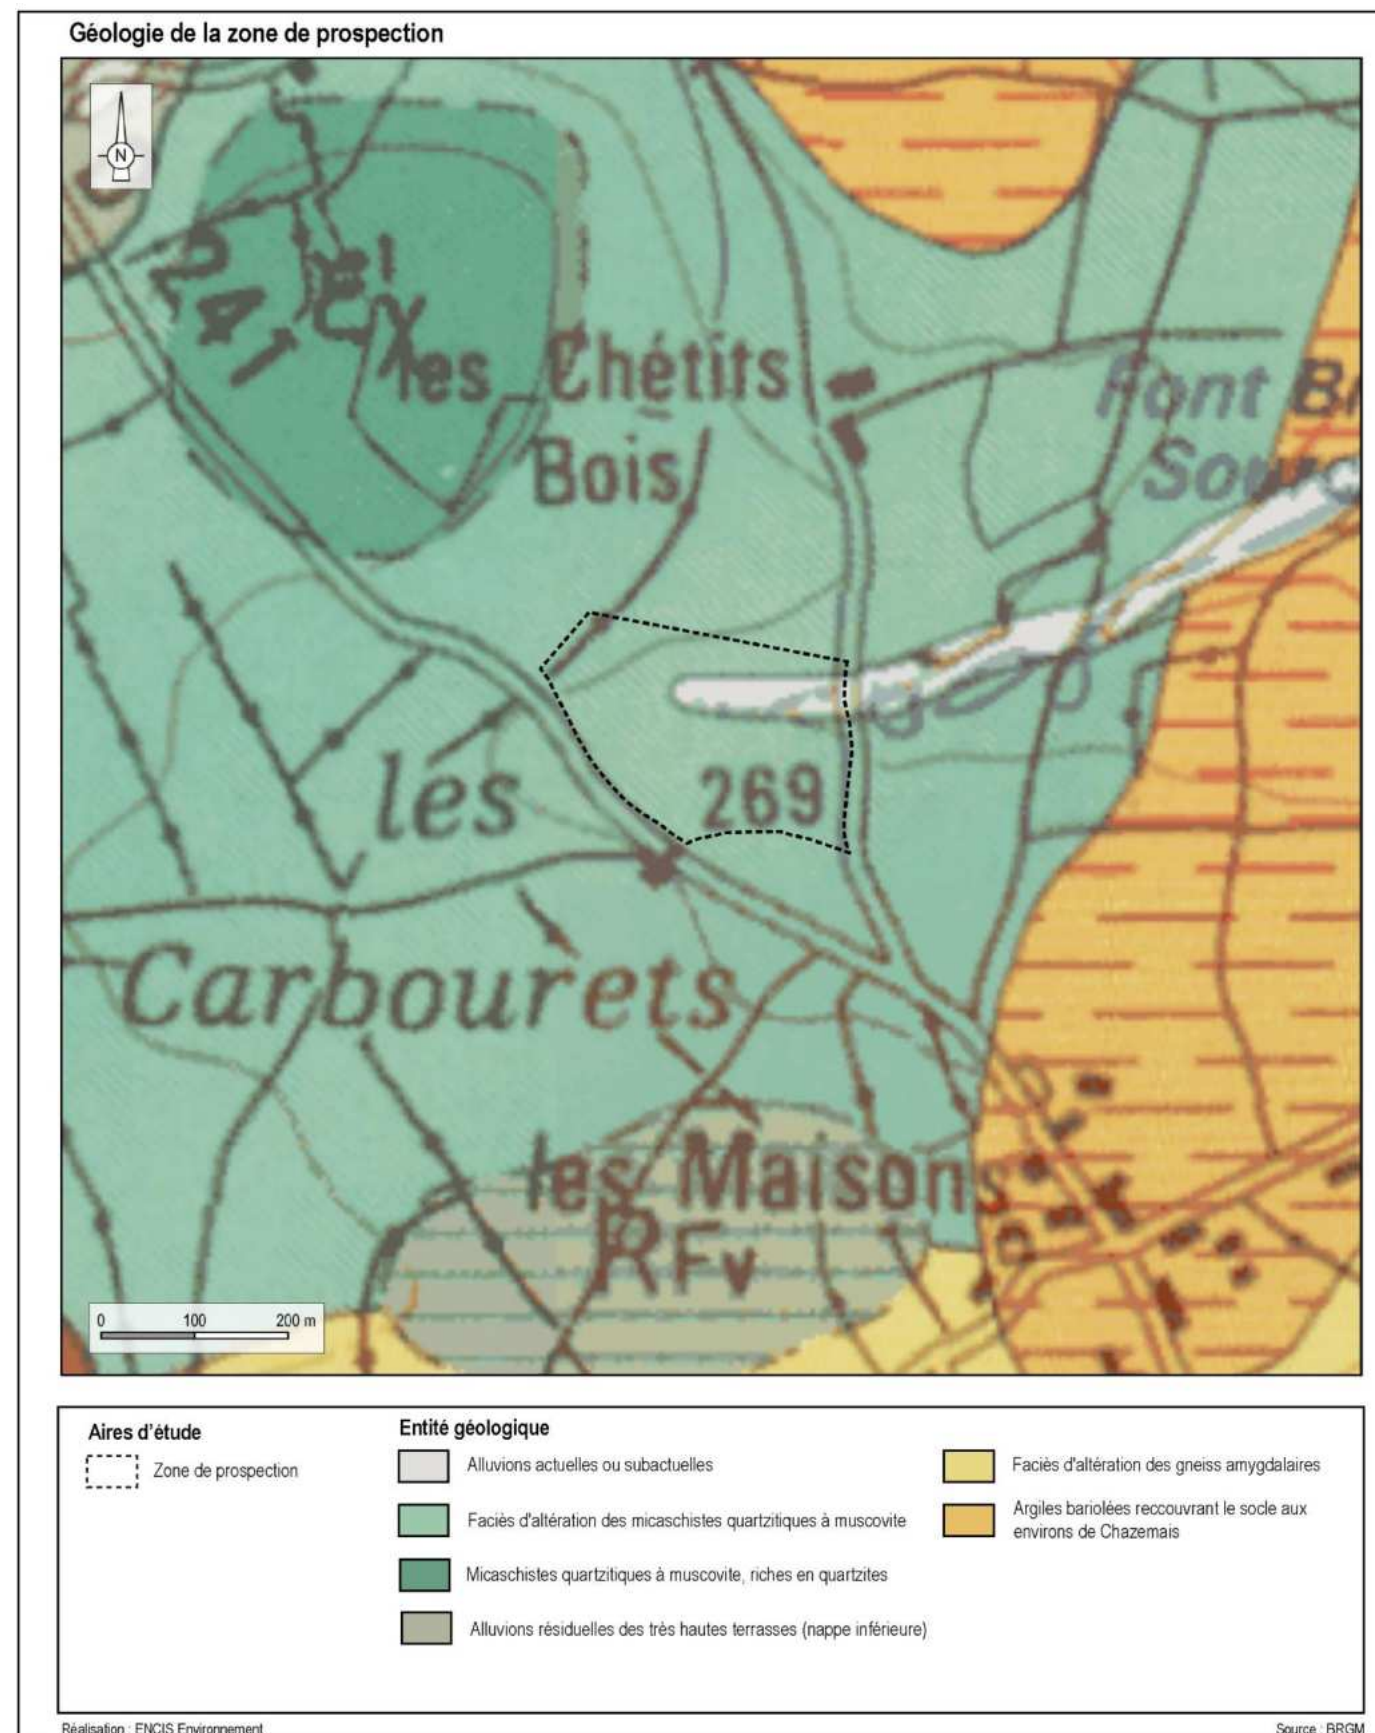 Géologie de la zone de prospection
N
les Chétits
Bois
Font
269
les
Carbourets
les Maisons
RFv
0 100 200 m
Aires d'étude
Zone de prospection
Entité géologique
Alluvions actuelles ou subactuelles
Faciès d'altération des micaschistes quartzitiques à muscovite
Micaschistes quartzitiques à muscovite, riches en quartzites
Alluvions résiduelles des très hautes terrasses (nappe inférieure)
Faciès d'altération des gneiss amygdalaires
Argiles bariolées reccouvrant le socle aux
environs de Chazemais
Réalisation : ENCIS Environnement
Source : BRGM